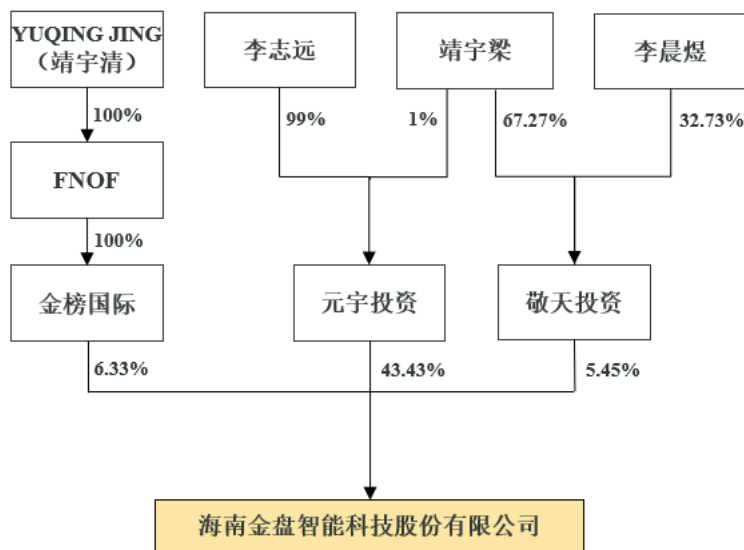 YUQING JING
（靖宇清）
李志远
靖宇梁
李晨煜
100%
99%
1%
67.27%
32.73%
FNOF
100%
金榜国际
元宇投资
敬天投资
6.33%
43.43%
5.45%
海南金盘智能科技股份有限公司